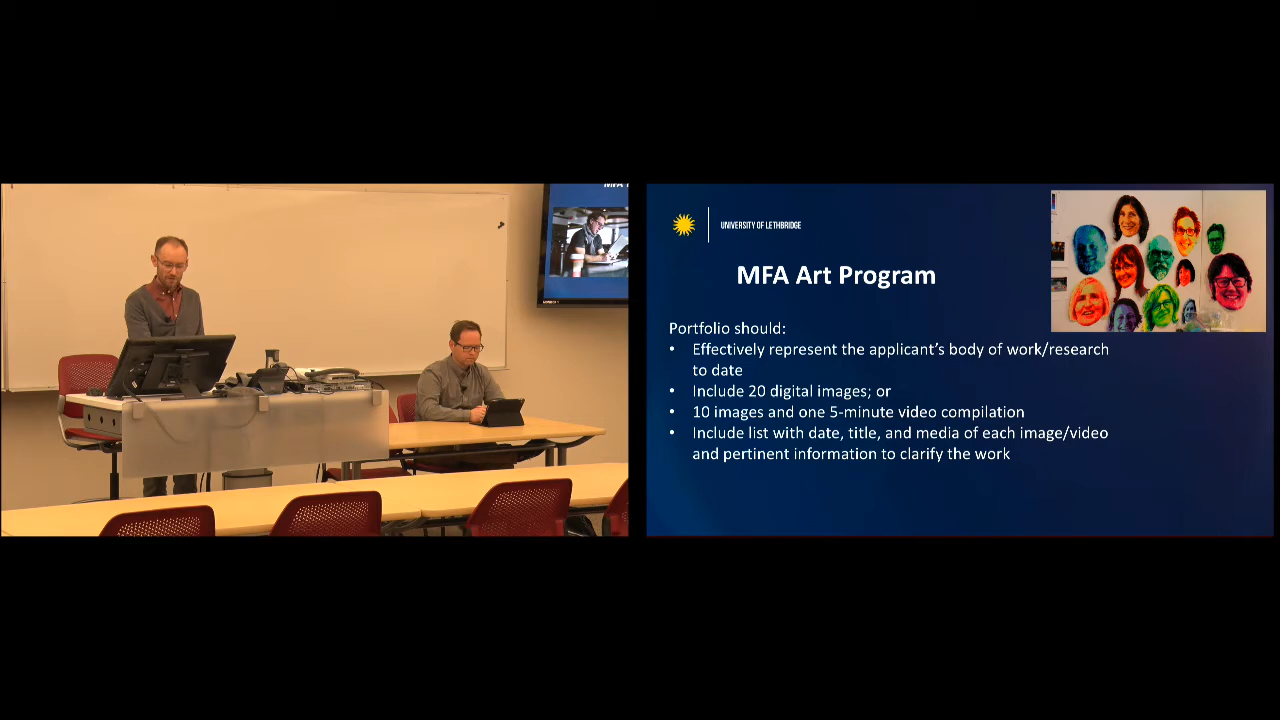 MFA
UNIVERSITY OF LETHBRIDGE
MFA Art Program
Portfolio should:
• Effectively represent the applicant's body of work/research
to date
• Include 20 digital images; or
• 10 images and one 5-minute video compilation
• Include list with date, title, and media of each image/video
and pertinent information to clarify the work